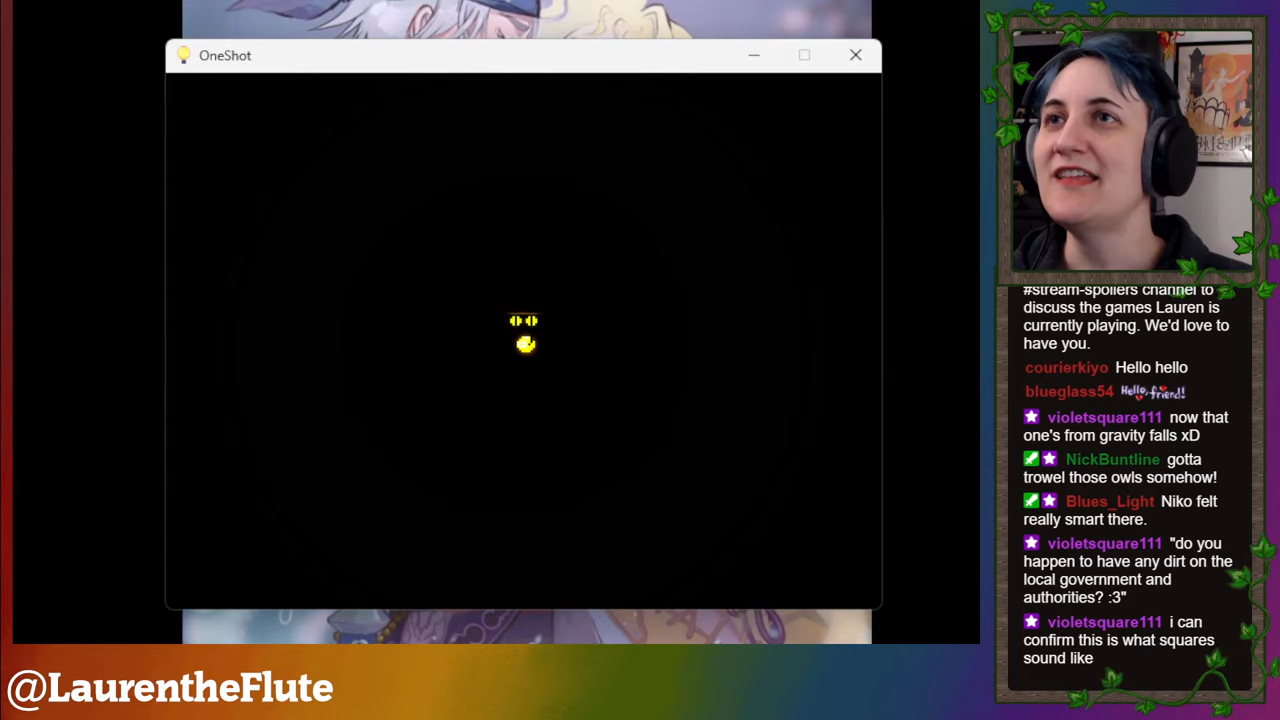 OneShot
#stream-spoilers channel to
discuss the games Lauren is
currently playing. We'd love to
have you.
courierkiyo Hello hello
blueglass54 Hello, friend!
violetsquare111 now that
one's from gravity falls xD
NickBuntline gotta
trowel those owls somehow!
Blues_Light Niko felt
really smart there.
violetsquare111 "do you
happen to have any dirt on the
local government and
authorities? :3"
violetsquare111 i can
confirm this is what squares
sound like
@LaurentheFlute